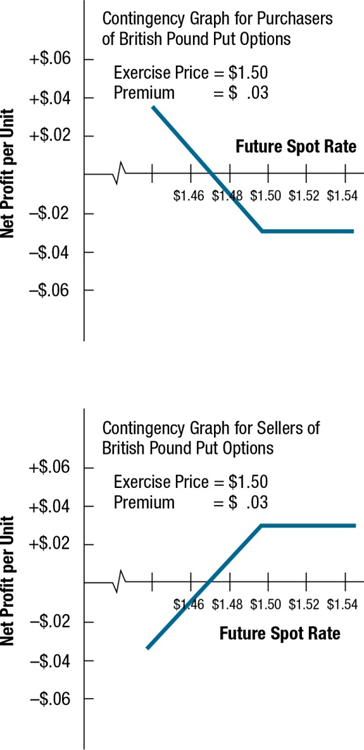 Contingency Graph for Purchasers
of British Pound Put Options
Exercise Price = $1.50
Premium = $ .03
+$.06
+$.04
+$.02
–$.02
–$.04
–$.06
Net Profit per Unit
Future Spot Rate
$1.46 $1.48 $1.50 $1.52 $1.54
Contingency Graph for Sellers of
British Pound Put Options
Exercise Price = $1.50
Premium = $ .03
+$.06
+$.04
+$.02
–$.02
–$.04
–$.06
Net Profit per Unit
$1.46 $1.48 $1.50 $1.52 $1.54
Future Spot Rate